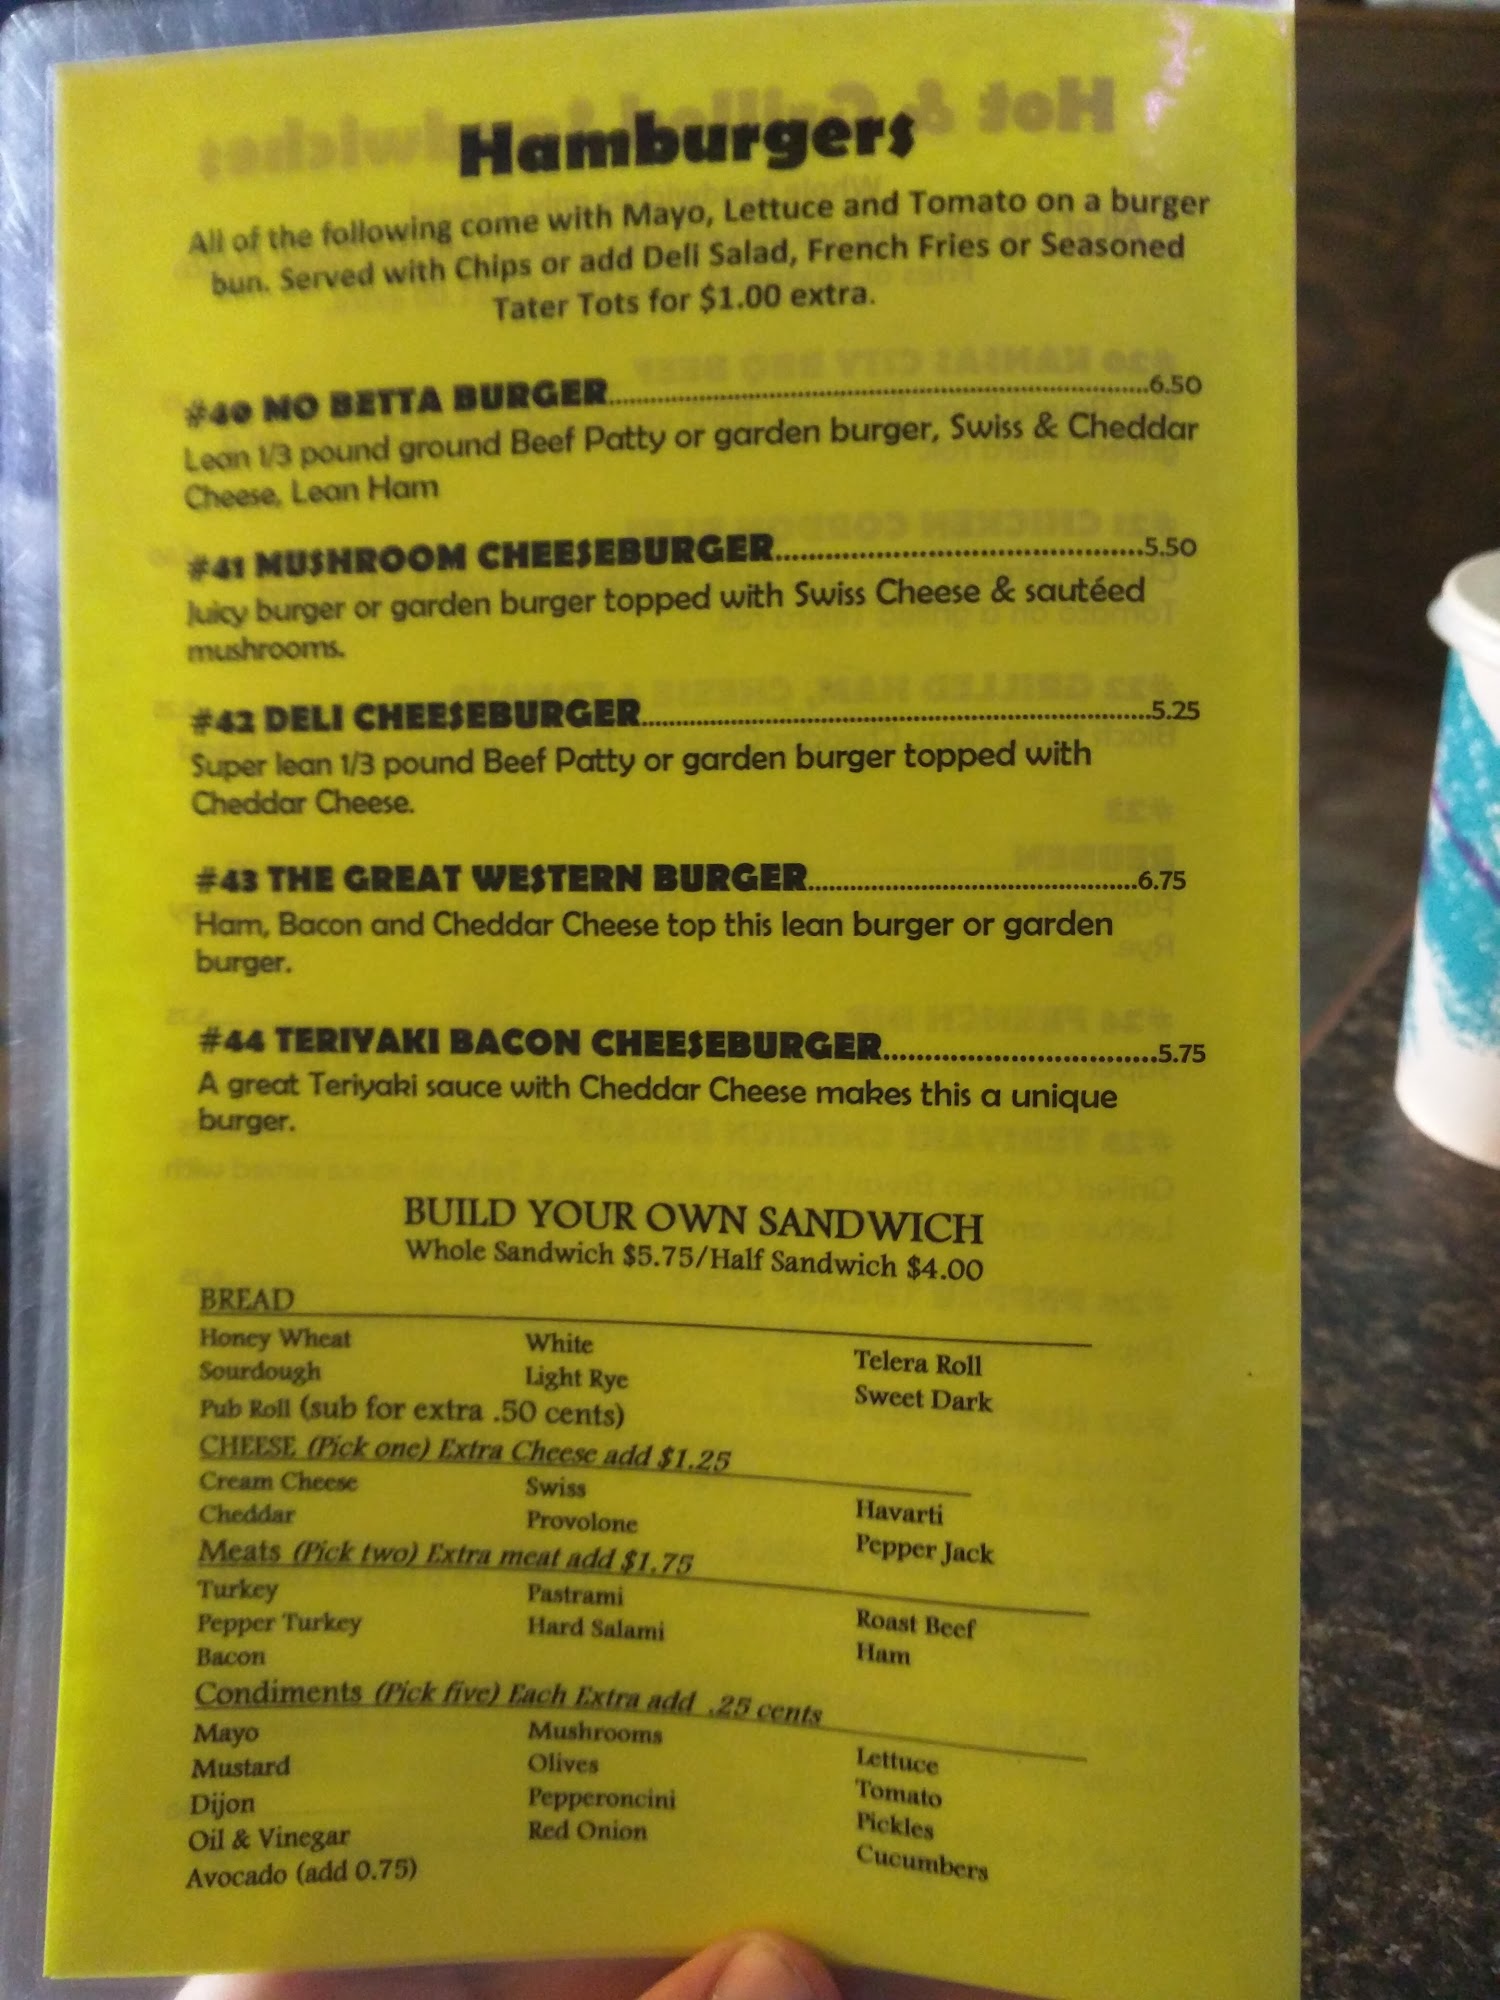 Hamburgers
All of the following come with Mayo, Lettuce and Tomato on a burger
bun. Served with Chips or add Deli Salad, French Fries or Seasoned
Tater Tots for $1.00 extra.
#40 MO BETTA BURGER........6.50
Lean 1/3 pound ground Beef Patty or garden burger, Swiss & Cheddar
Cheese, Lean Ham
#41 MUSHROOM CHEESEBURGER........5.50
Juicy burger or garden burger topped with Swiss Cheese & sautéed
mushrooms.
#42 DELI CHEESEBURGER........5.25
Super lean 1/3 pound Beef Patty or garden burger topped with
Cheddar Cheese.
#43 THE GREAT WESTERN BURGER........6.75
Ham, Bacon and Cheddar Cheese top this lean burger or garden
burger.
#44 TERIYAKI BACON CHEESEBURGER........5.75
A great Teriyaki sauce with Cheddar Cheese makes this a unique
burger.
BUILD YOUR OWN SANDWICH
Whole Sandwich $5.75/Half Sandwich $4.00
BREAD
Honey Wheat White Telera Roll
Sourdough Light Rye Sweet Dark
Pub Roll (sub for extra .50 cents)
CHEESE (Pick one) Extra Cheese add $1.25
Cream Cheese Swiss Havarti
Cheddar Provolone Pepper Jack
Meats (Pick two) Extra meat add $1.75
Turkey Pastrami Roast Beef
Pepper Turkey Hard Salami Ham
Bacon
Condiments (Pick five) Each Extra add .25 cents
Mayo Mushrooms Lettuce
Mustard Olives Tomato
Dijon Pepperoncini Pickles
Oil & Vinegar Red Onion Cucumbers
Avocado (add 0.75)